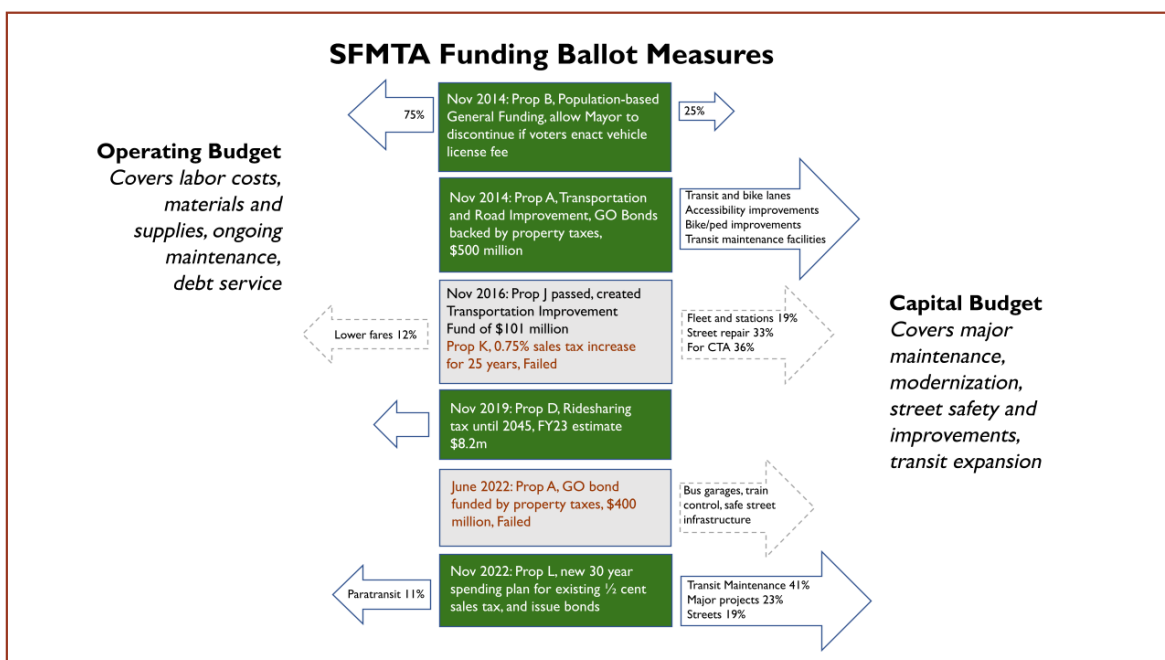 SFMTA Funding Ballot Measures
75%
Nov 2014: Prop B, Population-based
General Funding, allow Mayor to
discontinue if voters enact vehicle
license fee
25%
Operating Budget
Covers labor costs,
materials and
supplies, ongoing
maintenance,
debt service
Nov 2014: Prop A, Transportation
and Road Improvement, GO Bonds
backed by property taxes,
$500 million
Transit and bike lanes
Accessibility improvements
Bike/ped improvements
Transit maintenance facilities
Lower fares 12%
Nov 2016: Prop J passed, created
Transportation Improvement
Fund of $101 million
Prop K, 0.75% sales tax increase
for 25 years, Failed
Fleet and stations 19%
Street repair 33%
For CTA 36%
Capital Budget
Covers major
maintenance,
modernization,
street safety and
improvements,
transit expansion
Nov 2019: Prop D, Ridesharing
tax until 2045, FY23 estimate
$8.2m
June 2022: Prop A, GO bond
funded by property taxes, $400
million, Failed
Bus garages, train
control, safe street
infrastructure
Paratransit 11%
Nov 2022: Prop L, new 30 year
spending plan for existing ½ cent
sales tax, and issue bonds
Transit Maintenance 41%
Major projects 23%
Streets 19%